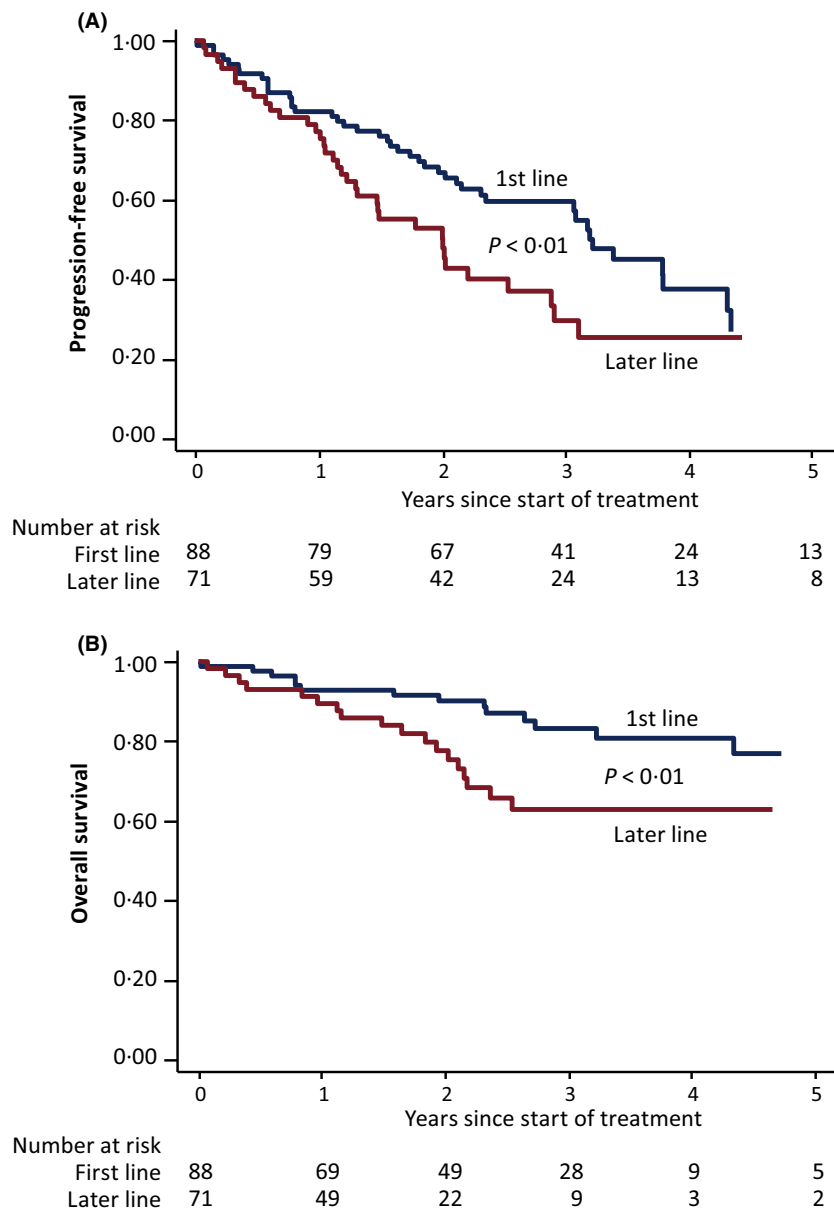 (A)
1·00
0·80
0·60
0·40
0·20
0·00
Progression-free survival
1st line
P < 0·01
Later line
0 1 2 3 4 5
Years since start of treatment
Number at risk
First line 88 79 67 41 24 13
Later line 71 59 42 24 13 8
(B)
1·00
0·80
0·60
0·40
0·20
0·00
Overall survival
1st line
P < 0·01
Later line
0 1 2 3 4 5
Years since start of treatment
Number at risk
First line 88 69 49 28 9 5
Later line 71 49 22 9 3 2